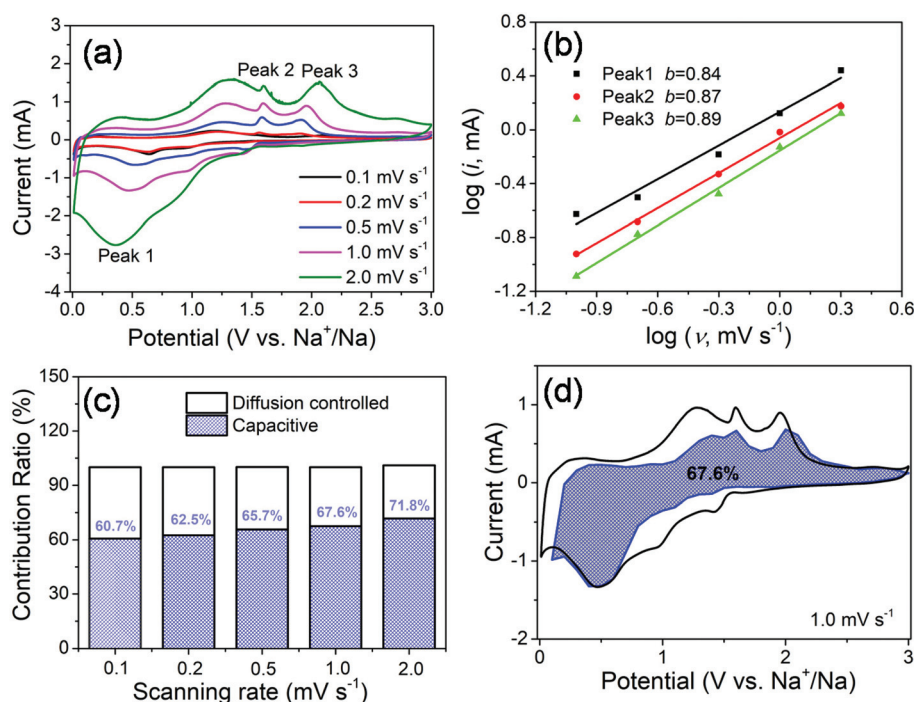 (a)
Peak 2
Peak 3
Peak 1
0.1 mV s⁻¹
0.2 mV s⁻¹
0.5 mV s⁻¹
1.0 mV s⁻¹
2.0 mV s⁻¹
3
2
1
0
-1
-2
-3
-4
Current (mA)
0.0 0.5 1.0 1.5 2.0 2.5 3.0
Potential (V vs. Na⁺/Na)
(b)
Peak1 b=0.84
Peak2 b=0.87
Peak3 b=0.89
0.4
0.0
-0.4
-0.8
-1.2
log (i, mA)
-1.2 -0.9 -0.6 -0.3 0.0 0.3 0.6
log (ν, mV s⁻¹)
(c)
Diffusion controlled
Capacitive
150
120
90
60
30
0
Contribution Ratio (%)
60.7% 62.5% 65.7% 67.6% 71.8%
0.1 0.2 0.5 1.0 2.0
Scanning rate (mV s⁻¹)
(d)
67.6%
1.0 mV s⁻¹
1
0
-1
-2
Current (mA)
0 1 2 3
Potential (V vs. Na⁺/Na)